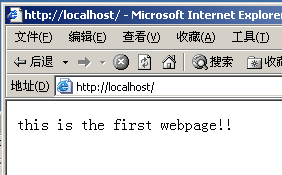 http://localhost/ - Microsoft Internet Explorer
文件(F) 编辑(E) 查看(V) 收藏(A) 工具(T)
后退 搜索 收
地址(D) http://localhost/
this is the first webpage!!